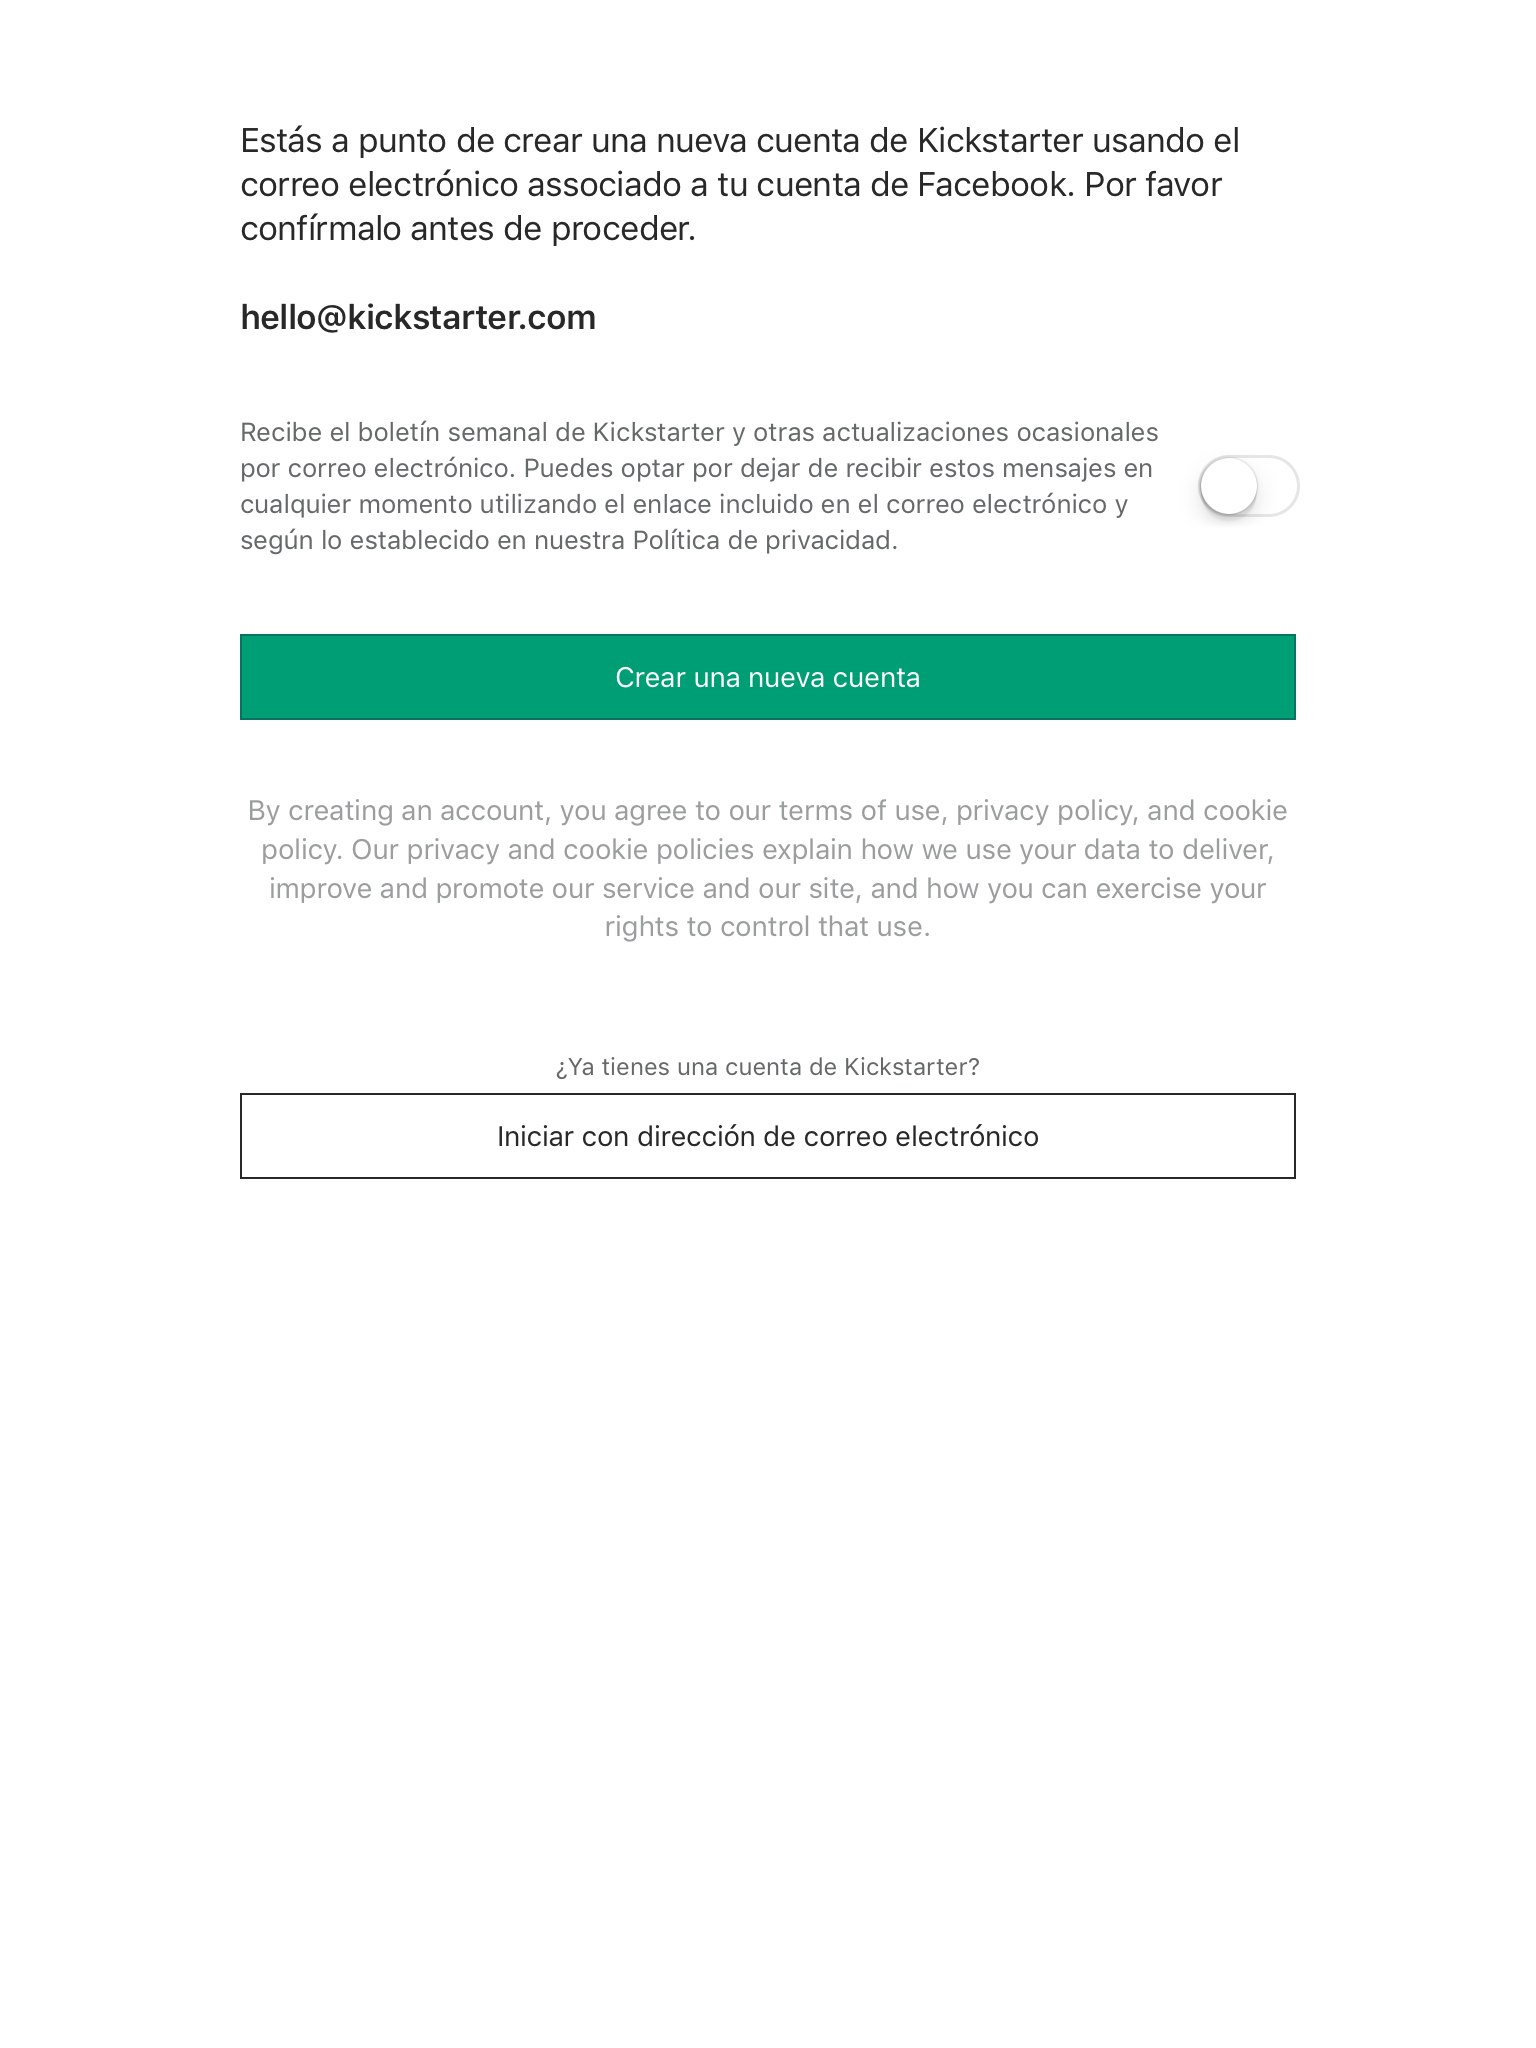 Estás a punto de crear una nueva cuenta de Kickstarter usando el
correo electrónico associado a tu cuenta de Facebook. Por favor
confírmalo antes de proceder.
hello@kickstarter.com
Recibe el boletín semanal de Kickstarter y otras actualizaciones ocasionales
por correo electrónico. Puedes optar por dejar de recibir estos mensajes en
cualquier momento utilizando el enlace incluido en el correo electrónico y
según lo establecido en nuestra Política de privacidad.
Crear una nueva cuenta
By creating an account, you agree to our terms of use, privacy policy, and cookie
policy. Our privacy and cookie policies explain how we use your data to deliver,
improve and promote our service and our site, and how you can exercise your
rights to control that use.
¿Ya tienes una cuenta de Kickstarter?
Iniciar con dirección de correo electrónico